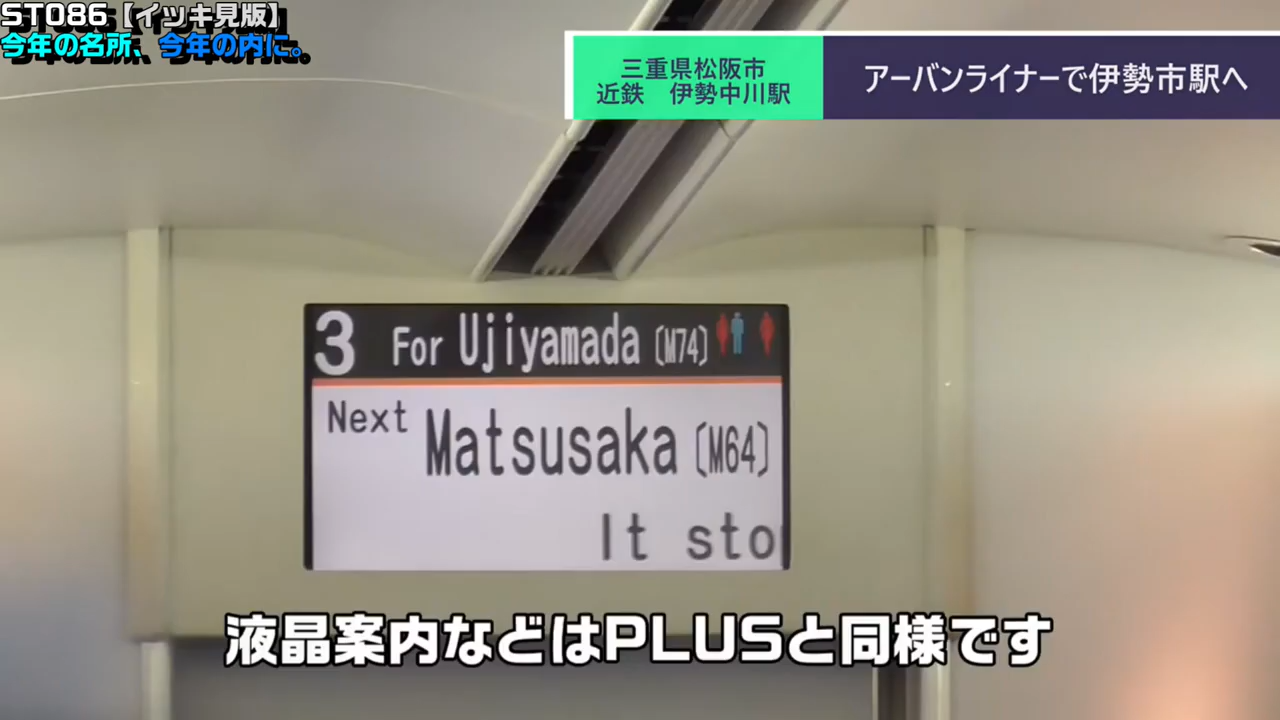 ST086【イッキ見版】
今年の名所、今年の内に。
三重県松阪市
近鉄　伊勢中川駅
アーバンライナーで伊勢市駅へ
3 For Ujiyamada〔M74〕
Next Matsusaka〔M64〕
It sto
液晶案内などはPLUSと同様です